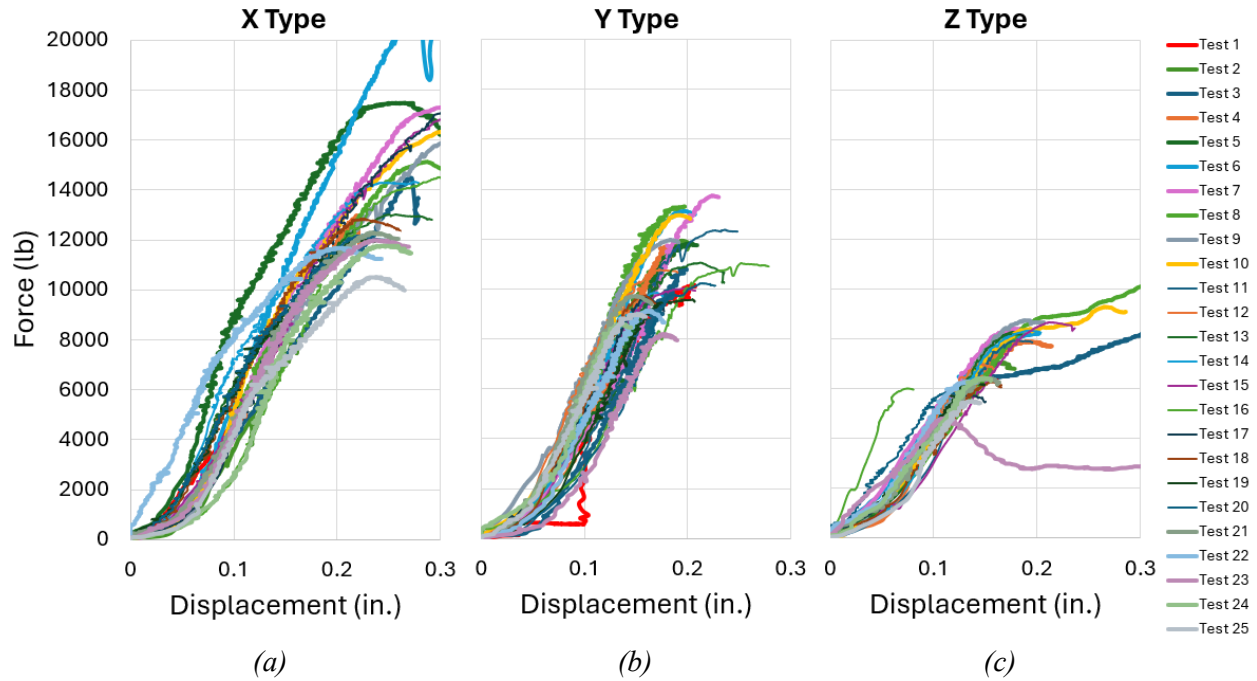 X Type
Y Type
Z Type
Force (lb)
20000
18000
16000
14000
12000
10000
8000
6000
4000
2000
0
0 0.1 0.2 0.3
0 0.1 0.2 0.3
0 0.1 0.2 0.3
Displacement (in.)
Displacement (in.)
Displacement (in.)
(a)
(b)
(c)
Test 1
Test 2
Test 3
Test 4
Test 5
Test 6
Test 7
Test 8
Test 9
Test 10
Test 11
Test 12
Test 13
Test 14
Test 15
Test 16
Test 17
Test 18
Test 19
Test 20
Test 21
Test 22
Test 23
Test 24
Test 25